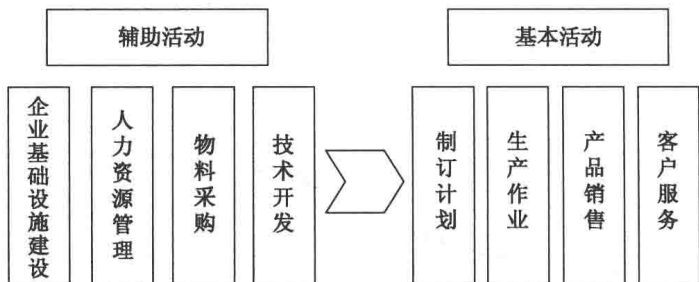 辅助活动
基本活动
企业基础设施建设
人力资源管理
物料采购
技术开发
制订计划
生产作业
产品销售
客户服务